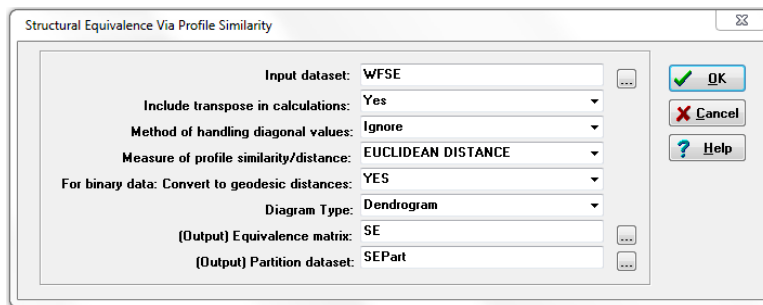 Structural Equivalence Via Profile Similarity
Input dataset: WFSE ... OK
Include transpose in calculations: Yes
Method of handling diagonal values: Ignore Cancel
Measure of profile similarity/distance: EUCLIDEAN DISTANCE ? Help
For binary data: Convert to geodesic distances: YES
Diagram Type: Dendrogram
(Output) Equivalence matrix: SE ...
(Output) Partition dataset: SEPart ...